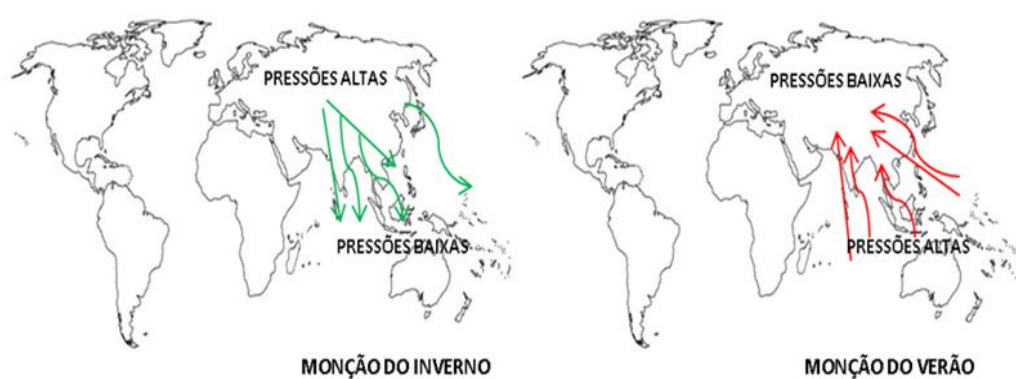 PRESSÕES ALTAS
PRESSÕES BAIXAS
MONÇÃO DO INVERNO
PRESSÕES BAIXAS
PRESSÕES ALTAS
MONÇÃO DO VERÃO